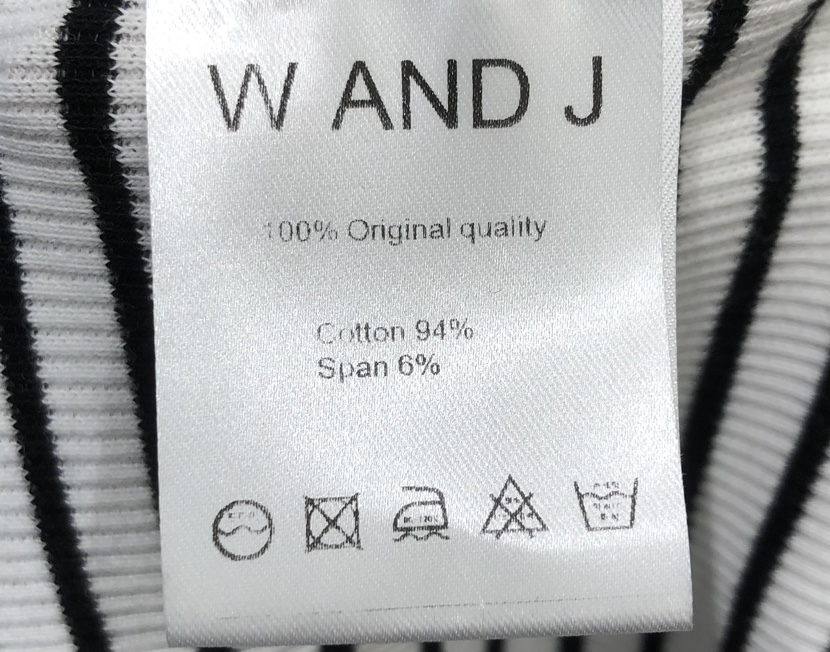 W AND J
100% Original quality
Cotton 94%
Span 6%